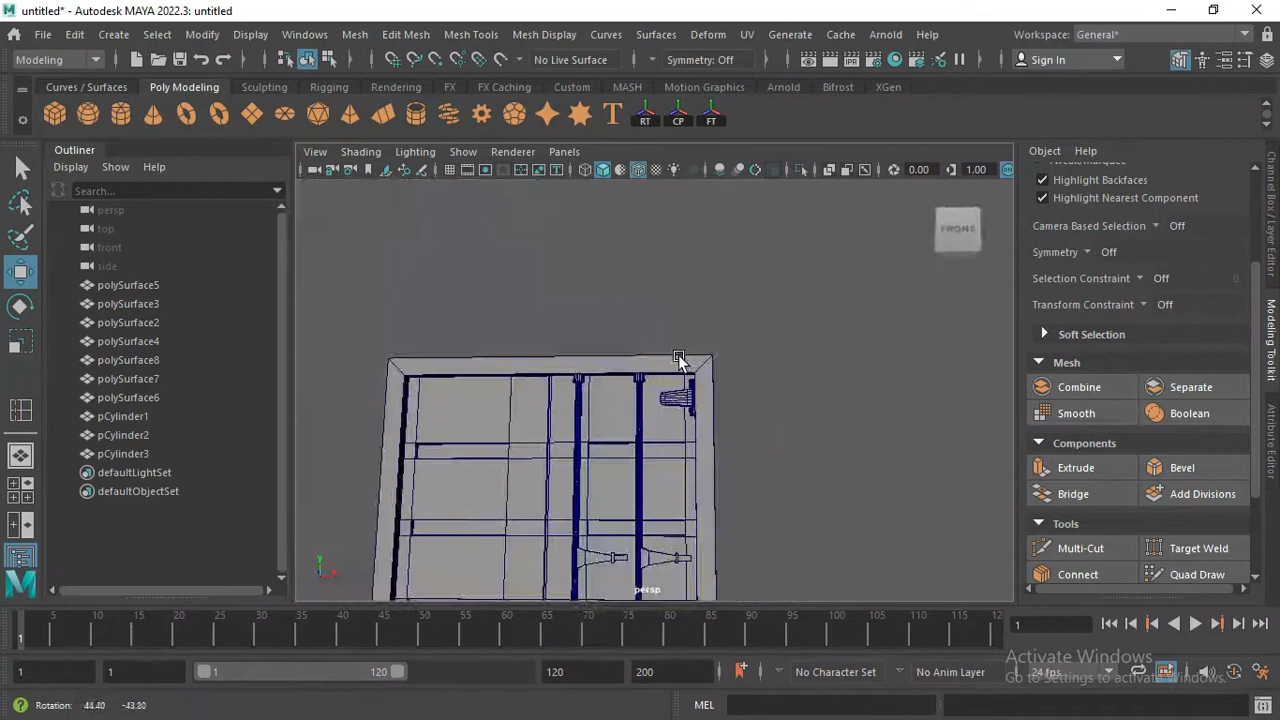 untitled* - Autodesk MAYA 2022.3: untitled
File Edit Create Select Modify Display Windows Mesh Edit Mesh Mesh Tools Mesh Display Curves Surfaces Deform UV Generate Cache Arnold Help Workspace: General*
Modeling No Live Surface Symmetry: Off Sign In
Curves / Surfaces Poly Modeling Sculpting Rigging Rendering FX FX Caching Custom MASH Motion Graphics Arnold Bifrost XGen
RT CP FT
Outliner
Display Show Help
Search...
persp
top
front
side
polySurface5
polySurface3
polySurface2
polySurface4
polySurface8
polySurface7
polySurface6
pCylinder1
pCylinder2
pCylinder3
defaultLightSet
defaultObjectSet
View Shading Lighting Show Renderer Panels
0.00 1.00
FRONT
persp
Object Help
Highlight Backfaces
Highlight Nearest Component
Camera Based Selection Off
Symmetry Off
Selection Constraint Off 0
Transform Constraint Off
Soft Selection
Mesh
Combine Separate
Smooth Boolean
Components
Extrude Bevel
Bridge Add Divisions
Tools
Multi-Cut Target Weld
Connect Quad Draw
Channel Box / Layer Editor
Modeling Toolkit
Attribute Editor
5 10 15 20 25 30 35 40 45 50 55 60 65 70 75 80 85 90 95 100 105 110 115 12
1 1
1 1 1 120 120 200 No Character Set No Anim Layer 24 fps
Activate Windows
Go to Settings to activate Windows.
Rotation: 44.40 -43.20 MEL